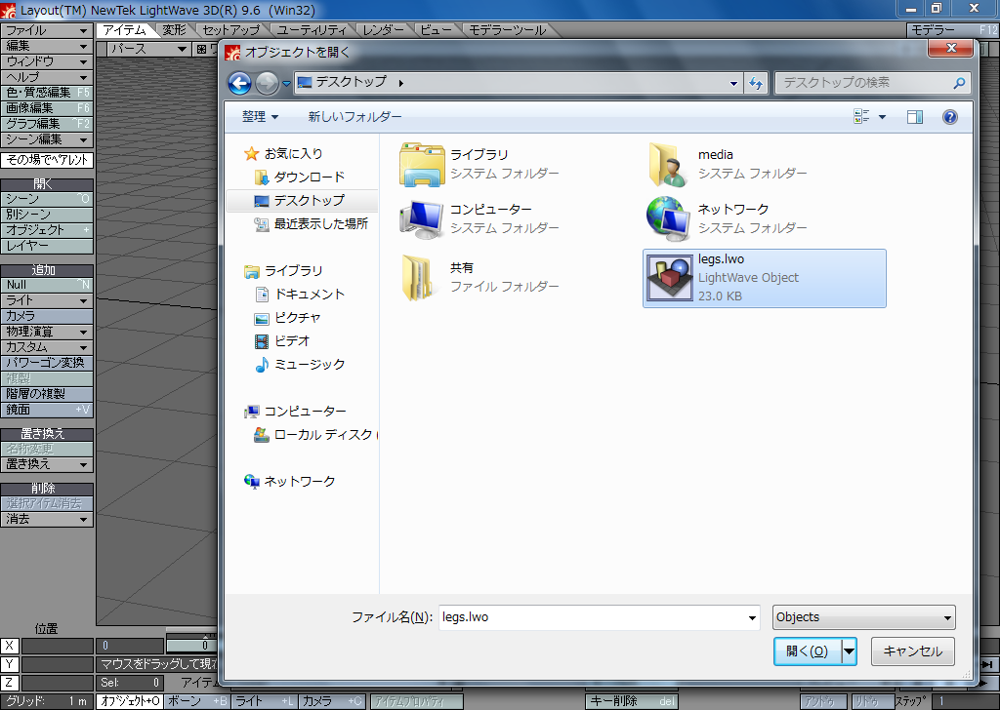 Layout(TM) NewTek LightWave 3D(R) 9.6 (Win32)
ファイル
アイテム 変形 セットアップ ユーティリティ レンダー ビュー モデラーツール モデラー F12
編集
パース
ウィンドウ
ヘルプ
色・質感編集 F5
画像編集 F6
グラフ編集 ^F2
シーン編集
その場でペアレント
開く
シーン ^O
別シーン
オブジェクト +
レイヤー
追加
Null ^N
ライト
カメラ
物理演算
カスタム
パワーゴン変換
複製
階層の複製
鏡面 +V
置き換え
名称変更
置き換え
削除
選択アイテム消去
消去
オブジェクトを開く
デスクトップ
デスクトップの検索
整理
新しいフォルダー
お気に入り
ダウンロード
デスクトップ
最近表示した場所
ライブラリ
ドキュメント
ピクチャ
ビデオ
ミュージック
コンピューター
ローカル ディスク (
ネットワーク
ライブラリ
システム フォルダー
media
システム フォルダー
コンピューター
システム フォルダー
ネットワーク
システム フォルダー
共有
ファイル フォルダー
legs.lwo
LightWave Object
23.0 KB
ファイル名(N): legs.lwo
Objects
開く(O)
キャンセル
位置
X
0
0
Y
マウスをドラッグして現在
Z
Sel: 0
アイテム
グリッド: 1 m
オブジェクト+O
ボーン +B
ライト +L
カメラ +C
アイテムプロパティ
キー削除 del
アンドゥ
リドゥ
ステップ 1